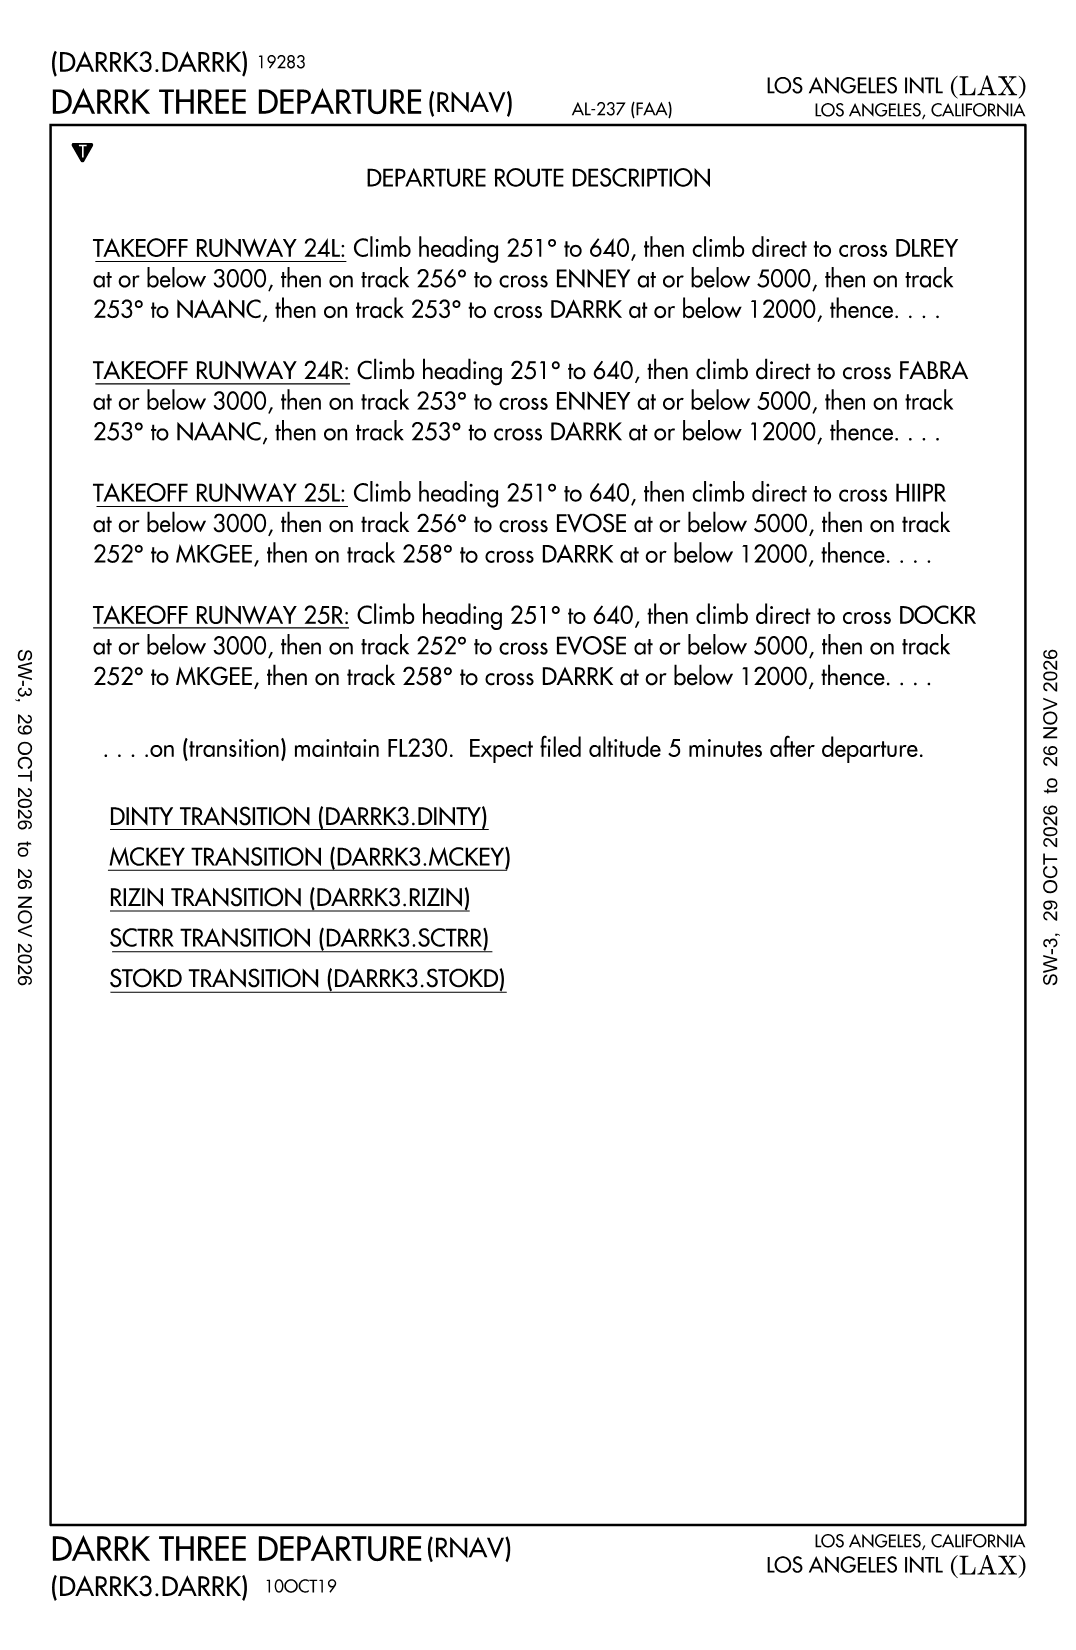 (DARRK3.DARRK) 19283
DARRK THREE DEPARTURE (RNAV)
AL-237 (FAA)
LOS ANGELES INTL (LAX)
LOS ANGELES, CALIFORNIA
T
DEPARTURE ROUTE DESCRIPTION
TAKEOFF RUNWAY 24L: Climb heading 251° to 640, then climb direct to cross DLREY
at or below 3000, then on track 256° to cross ENNEY at or below 5000, then on track
253° to NAANC, then on track 253° to cross DARRK at or below 12000, thence. . . .
TAKEOFF RUNWAY 24R: Climb heading 251° to 640, then climb direct to cross FABRA
at or below 3000, then on track 253° to cross ENNEY at or below 5000, then on track
253° to NAANC, then on track 253° to cross DARRK at or below 12000, thence. . . .
TAKEOFF RUNWAY 25L: Climb heading 251° to 640, then climb direct to cross HIIPR
at or below 3000, then on track 256° to cross EVOSE at or below 5000, then on track
252° to MKGEE, then on track 258° to cross DARRK at or below 12000, thence. . . .
TAKEOFF RUNWAY 25R: Climb heading 251° to 640, then climb direct to cross DOCKR
at or below 3000, then on track 252° to cross EVOSE at or below 5000, then on track
252° to MKGEE, then on track 258° to cross DARRK at or below 12000, thence. . . .
. . . .on (transition) maintain FL230. Expect filed altitude 5 minutes after departure.
DINTY TRANSITION (DARRK3.DINTY)
MCKEY TRANSITION (DARRK3.MCKEY)
RIZIN TRANSITION (DARRK3.RIZIN)
SCTRR TRANSITION (DARRK3.SCTRR)
STOKD TRANSITION (DARRK3.STOKD)
SW-3, 29 OCT 2026 to 26 NOV 2026
SW-3, 29 OCT 2026 to 26 NOV 2026
DARRK THREE DEPARTURE (RNAV)
(DARRK3.DARRK) 10OCT19
LOS ANGELES, CALIFORNIA
LOS ANGELES INTL (LAX)